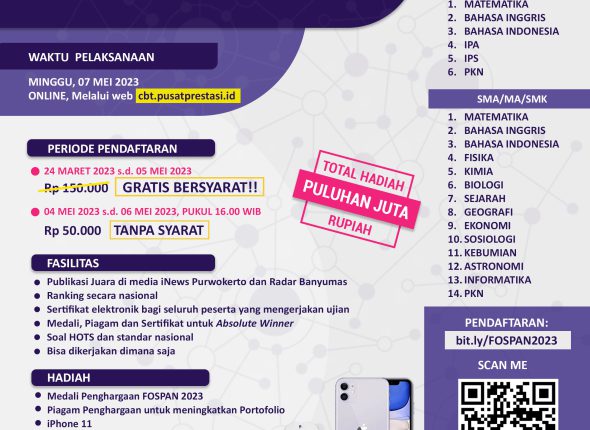 WAKTU PELAKSANAAN
MINGGU, 07 MEI 2023
ONLINE, Melalui web cbt.pusatprestasi.id
PERIODE PENDAFTARAN
24 MARET 2023 s.d. 05 MEI 2023
Rp 150.000 GRATIS BERSYARAT!!
04 MEI 2023 s.d. 06 MEI 2023, PUKUL 16.00 WIB
Rp 50.000 TANPA SYARAT
TOTAL HADIAH
PULUHAN JUTA
RUPIAH
FASILITAS
Publikasi Juara di media iNews Purwokerto dan Radar Banyumas
Ranking secara nasional
Sertifikat elektronik bagi seluruh peserta yang mengerjakan ujian
Medali, Piagam dan Sertifikat untuk Absolute Winner
Soal HOTS dan standar nasional
Bisa dikerjakan dimana saja
HADIAH
Medali Penghargaan FOSPAN 2023
Piagam Penghargaan untuk meningkatkan Portofolio
iPhone 11
1. MATEMATIKA
2. BAHASA INGGRIS
3. BAHASA INDONESIA
4. IPA
5. IPS
6. PKN
SMA/MA/SMK
1. MATEMATIKA
2. BAHASA INGGRIS
3. BAHASA INDONESIA
4. FISIKA
5. KIMIA
6. BIOLOGI
7. SEJARAH
8. GEOGRAFI
9. EKONOMI
10. SOSIOLOGI
11. KEBUMIAN
12. ASTRONOMI
13. INFORMATIKA
14. PKN
PENDAFTARAN:
bit.ly/FOSPAN2023
SCAN ME